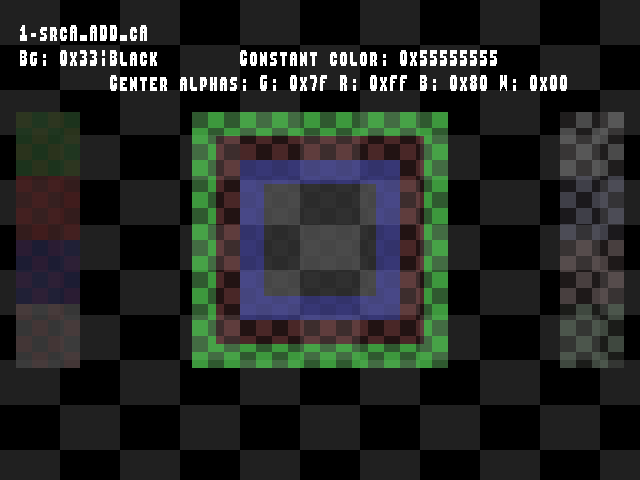 1-srcA_ADD_cA
Bg: 0x33¦Black Constant color: 0x55555555
Center alphas: G: 0x7f R: 0xff B: 0x80 W: 0x00